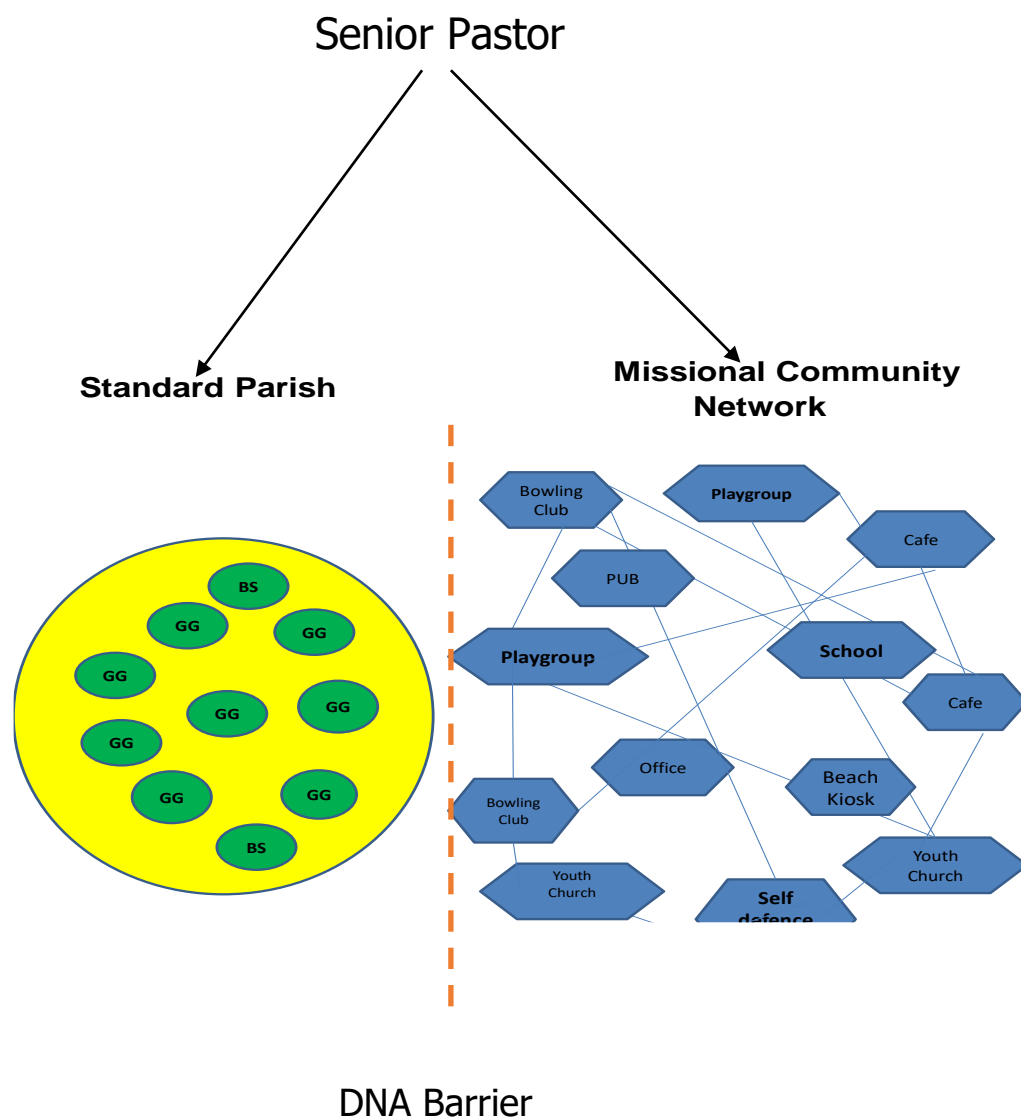 Senior Pastor
Standard Parish
Missional Community
Network
BS
GG
GG
GG
GG
GG
GG
GG
GG
BS
Bowling
Club
Playgroup
Cafe
PUB
Playgroup
School
Cafe
Office
Beach
Kiosk
Bowling
Club
Youth
Church
Youth
Church
Self
dafence
DNA Barrier